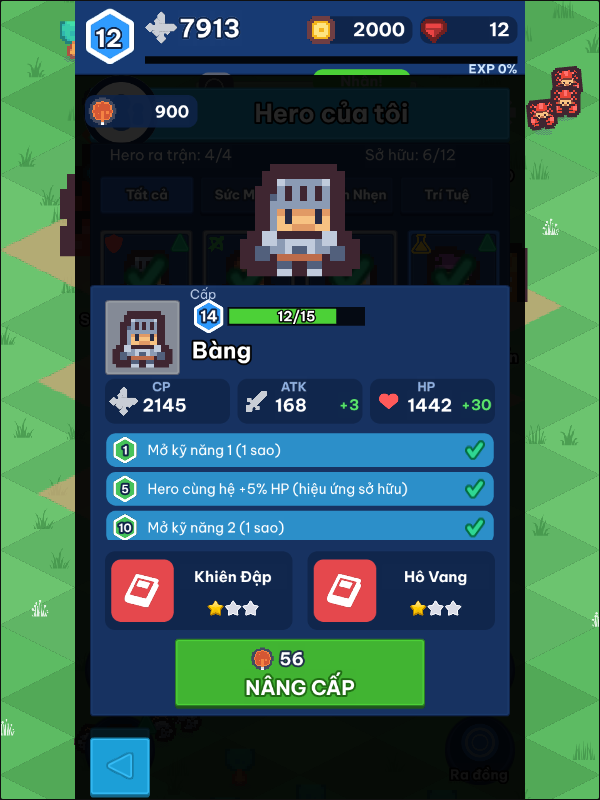 12
7913
2000
12
EXP 0%
900
Hero của tôi
Hero ra trận: 4/4
Sở hữu: 6/12
Tất cả
Sức M
n Nhẹn
Trí Tuệ
Cấp
14
12/15
Bàng
CP
2145
ATK
168
+3
HP
1442
+30
1
Mở kỹ năng 1 (1 sao)
5
Hero cùng hệ +5% HP (hiệu ứng sở hữu)
10
Mở kỹ năng 2 (1 sao)
Khiên Đập
Hô Vang
56
NÂNG CẤP
Ra đồng